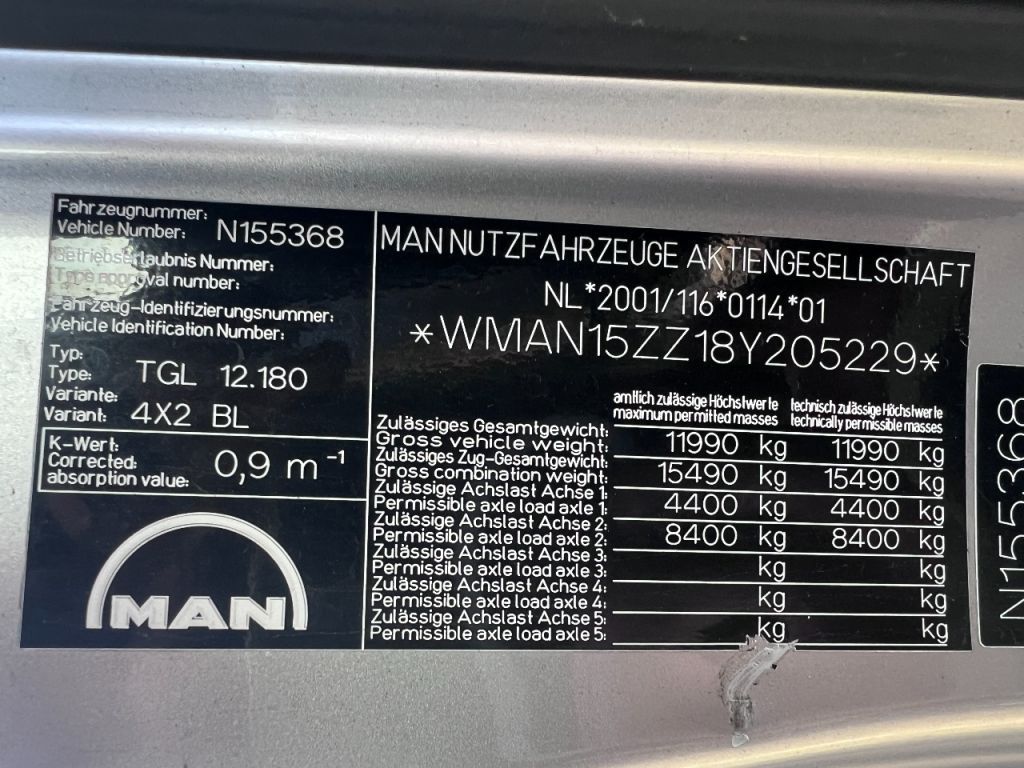 Fahrzeugnummer:
Vehicle Number: N155368
Betriebserlaubnis Nummer:
Type approval number:
Fahrzeug-Identifizierungsnummer:
Vehicle Identification Number:
Typ:
Type: TGL 12.180
Variante:
Variant: 4X2 BL
K-Wert:
Corrected:
absorption value: 0,9 m⁻¹
MAN
MAN NUTZFAHRZEUGE AKTIENGESELLSCHAFT
NL*2001/116*0114*01
*WMAN15ZZ18Y205229*
amtlich zulässige Höchstwerte technisch zulässige Höchstwerte
maximum permitted masses technically permissible masses
Zulässiges Gesamtgewicht:
Gross vehicle weight: 11990 kg 11990 kg
Zulässiges Zug-Gesamtgewicht:
Gross combination weight: 15490 kg 15490 kg
Zulässige Achslast Achse 1:
Permissible axle load axle 1: 4400 kg 4400 kg
Zulässige Achslast Achse 2:
Permissible axle load axle 2: 8400 kg 8400 kg
Zulässige Achslast Achse 3:
Permissible axle load axle 3: kg kg
Zulässige Achslast Achse 4:
Permissible axle load axle 4: kg kg
Zulässige Achslast Achse 5:
Permissible axle load axle 5: kg kg
N155368